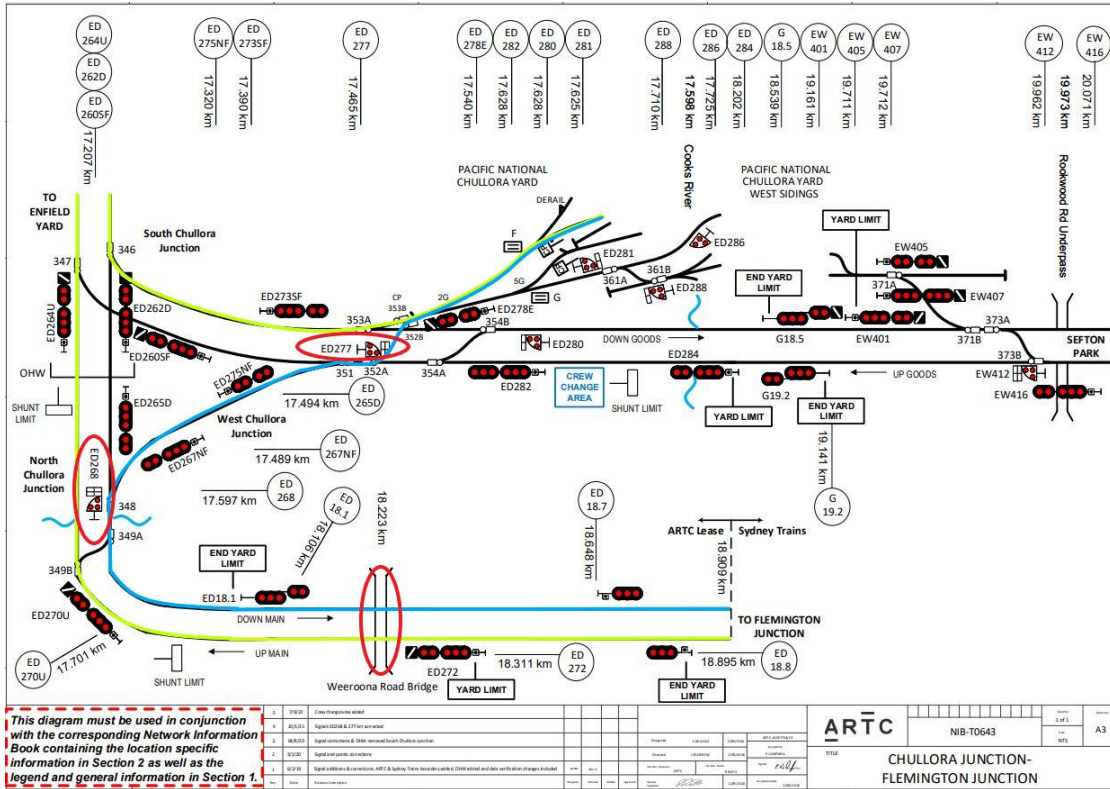 ED
264U
ED
262D
ED
260SF
17.207 km
ED
275NF
17.320 km
ED
273SF
17.390 km
ED
277
17.465 km
ED
278E
17.540 km
ED
282
17.628 km
ED
280
17.628 km
ED
281
17.625 km
ED
288
17.710 km
17.598 km
ED
286
17.725 km
ED
284
18.202 km
G
18.5
18.539 km
EW
401
19.161 km
EW
405
19.711 km
EW
407
19.712 km
EW
412
19.962 km
19.973 km
EW
416
20.071 km
TO
ENFIELD
YARD
South Chullora
Junction
PACIFIC NATIONAL
CHULLORA YARD
DERAIL
Cooks River
PACIFIC NATIONAL
CHULLORA YARD
WEST SIDINGS
YARD LIMIT
Rookwood Rd Underpass
347
346
F
ED281
ED286
EW405
ED264U
ED262D
ED260SF
ED273SF
CP
353B
2G
5G
G
361A
361B
ED288
END YARD
LIMIT
371A
EW407
353A
352B
ED278E
354B
ED277
ED280
DOWN GOODS
G18.5
EW401
371B
373A
SEFTON
PARK
351
352A
354A
ED282
ED284
UP GOODS
373B
EW412
OHW
ED275NF
17.494 km
ED
265D
CREW
CHANGE
AREA
SHUNT LIMIT
YARD LIMIT
G19.2
END YARD
LIMIT
EW416
SHUNT
LIMIT
ED265D
West Chullora
Junction
ED267NF
17.489 km
ED
267NF
19.141 km
G
19.2
North
Chullora
Junction
ED268
348
17.597 km
ED
268
ED
18.1
18.106 km
18.223 km
ED
18.7
18.648 km
ARTC Lease
Sydney Trains
18.909 km
349A
349B
END YARD
LIMIT
ED18.1
DOWN MAIN
TO FLEMINGTON
JUNCTION
ED270U
17.701 km
ED
270U
UP MAIN
SHUNT LIMIT
ED272
18.311 km
ED
272
YARD LIMIT
Weeroona Road Bridge
18.895 km
ED
18.8
END YARD
LIMIT
This diagram must be used in conjunction
with the corresponding Network Information
Book containing the location specific
information in Section 2 as well as the
legend and general information in Section 1.
Crew change area added
Signal and points corrections
ARTC
NIB-T0643
1 of 1
NTS
A3
TITLE
CHULLORA JUNCTION-
FLEMINGTON JUNCTION